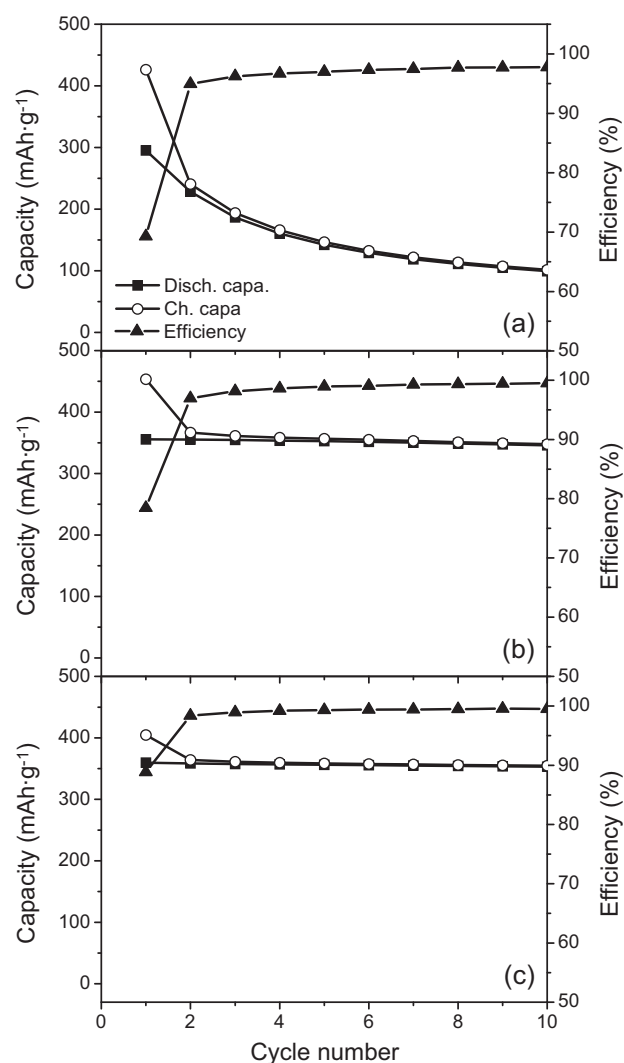 500
400
300
200
100
0
Capacity (mAh·g-1)
100
90
80
70
60
50
Efficiency (%)
Disch. capa.
Ch. capa
Efficiency
(a)
500
400
300
200
100
0
Capacity (mAh·g-1)
100
90
80
70
60
50
Efficiency (%)
(b)
500
400
300
200
100
0
Capacity (mAh·g-1)
100
90
80
70
60
50
Efficiency (%)
(c)
0 2 4 6 8 10
Cycle number